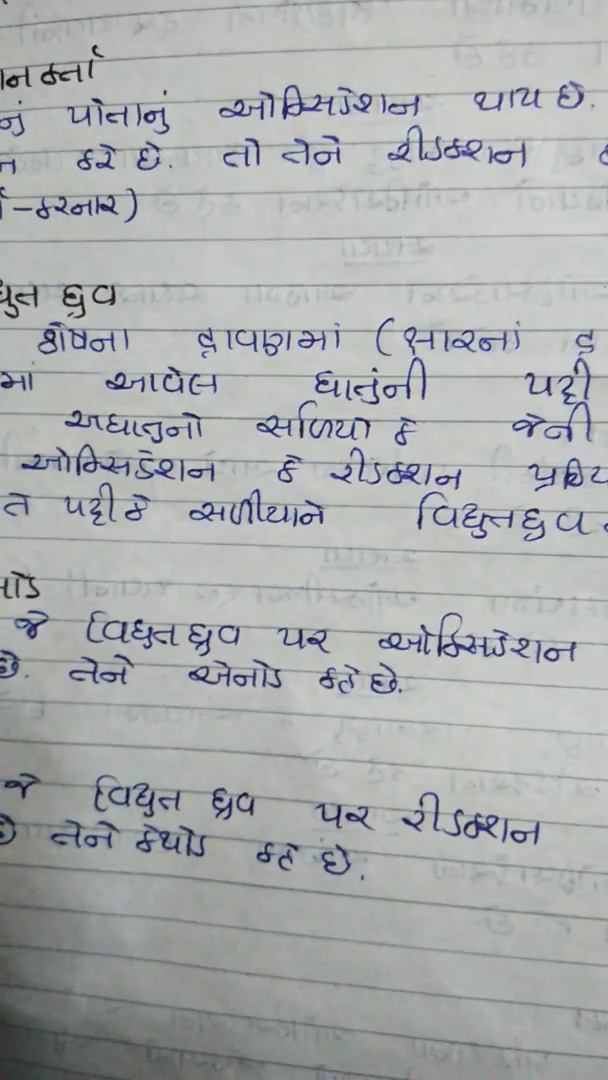 નકર્તા
નું પોતાનું ઓક્સિડેશન થાય છે.
ન કરે છે. તો તેને રીડક્શન
-કરનાર)
દ્યુત ધ્રુવ
કોષના દ્રાવણમાં (ક્ષારનાં દ્ર
માં આવેલ ધાતુંની પટ્ટી
અધાતુનો સળિયો કે જેની
ઓક્સિડેશન કે રીડક્શન પ્રક્રિય
તે પટ્ટી કે સળીયાને વિદ્યુતધ્રુવ
નોડ
જે વિદ્યુતધ્રુવ પર ઓક્સિડેશન
છે. તેને એનોડ કહે છે.
જે વિદ્યુત ધ્રુવ પર રીડક્શન
છે તેને કેથોડ કહે છે.